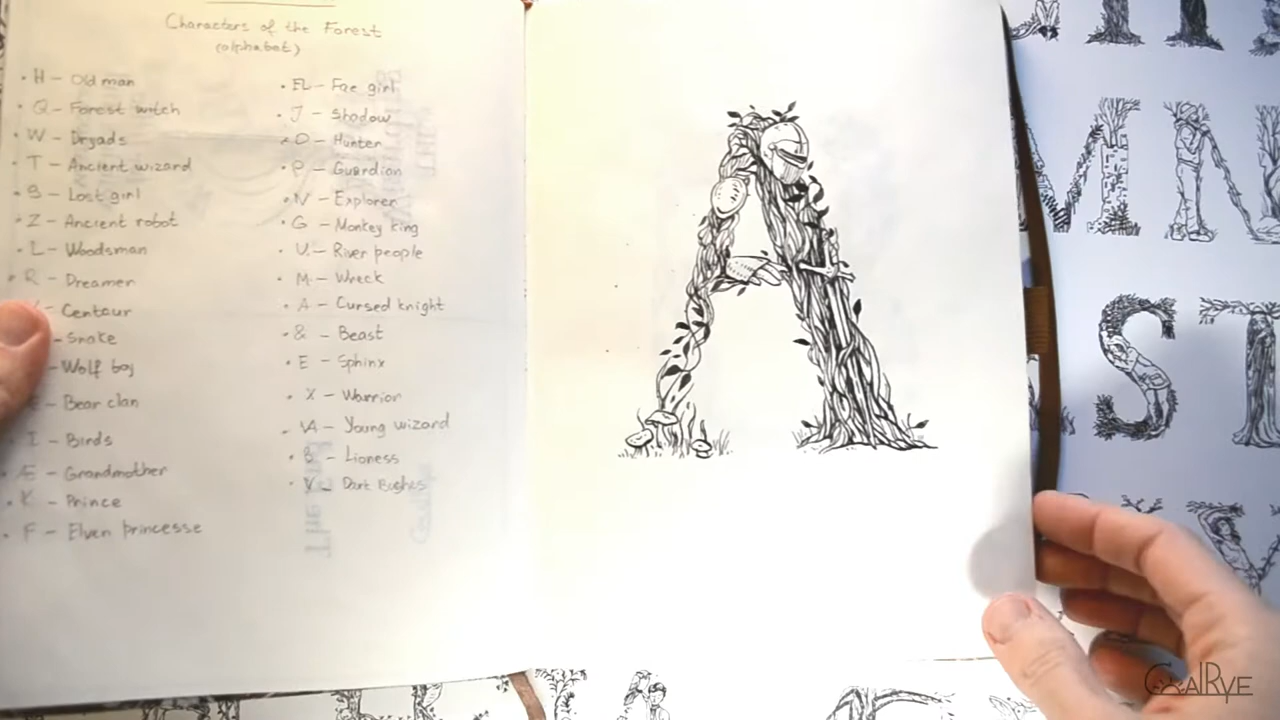 Characters of the Forest
(alphabet)
• H – Old man
• Q – Forest witch
• W – Dryads
• T – Ancient wizard
• S – Lost girl
• Z – Ancient robot
• L – Woodsman
• R – Dreamer
– Centaur
– Snake
– Wolf boy
– Bear clan
I – Birds
Æ – Grandmother
• K – Prince
• F – Elven princesse
• FL – Fae girl
• J – Shadow
• O – Hunter
• P – Guardian
• N – Explorer
• G – Monkey king
• U – River people
• M – Wreck
• A – Cursed knight
• & – Beast
• E – Sphinx
• X – Warrior
– Young wizard
• B – Lioness
• V – Dark
A
M N
S T
Y
GalRye